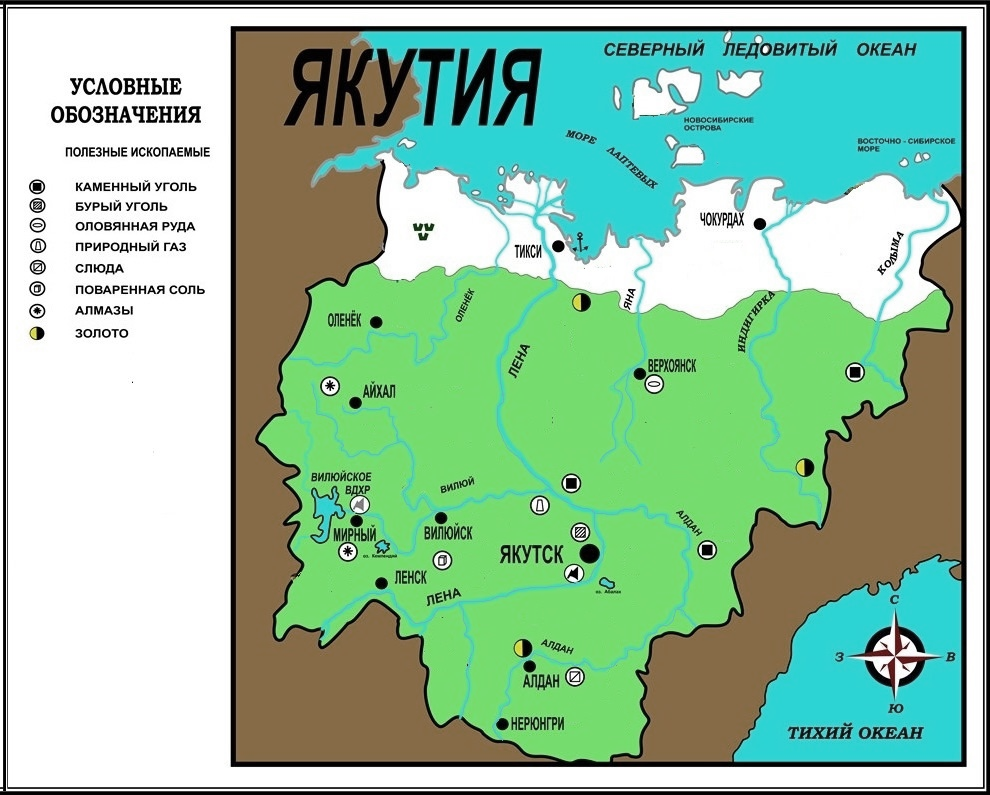 УСЛОВНЫЕ
ОБОЗНАЧЕНИЯ
ПОЛЕЗНЫЕ ИСКОПАЕМЫЕ
КАМЕННЫЙ УГОЛЬ
БУРЫЙ УГОЛЬ
ОЛОВЯННАЯ РУДА
ПРИРОДНЫЙ ГАЗ
СЛЮДА
ПОВАРЕННАЯ СОЛЬ
АЛМАЗЫ
ЗОЛОТО
ЯКУТИЯ
СЕВЕРНЫЙ ЛЕДОВИТЫЙ ОКЕАН
НОВОСИБИРСКИЕ
ОСТРОВА
МОРЕ ЛАПТЕВЫХ
ВОСТОЧНО - СИБИРСКОЕ
МОРЕ
ЧОКУРДАХ
ТИКСИ
КОЛЫМА
ЯНА
ИНДИГИРКА
ОЛЕНЁК
ОЛЕНЁК
ЛЕНА
ВЕРХОЯНСК
АЙХАЛ
ВИЛЮЙСКОЕ
ВДХР
ВИЛЮЙ
МИРНЫЙ
ВИЛЮЙСК
АЛДАН
ЯКУТСК
ЛЕНСК
оз. Абалах
ЛЕНА
АЛДАН
АЛДАН
НЕРЮНГРИ
С
З
В
Ю
ТИХИЙ ОКЕАН